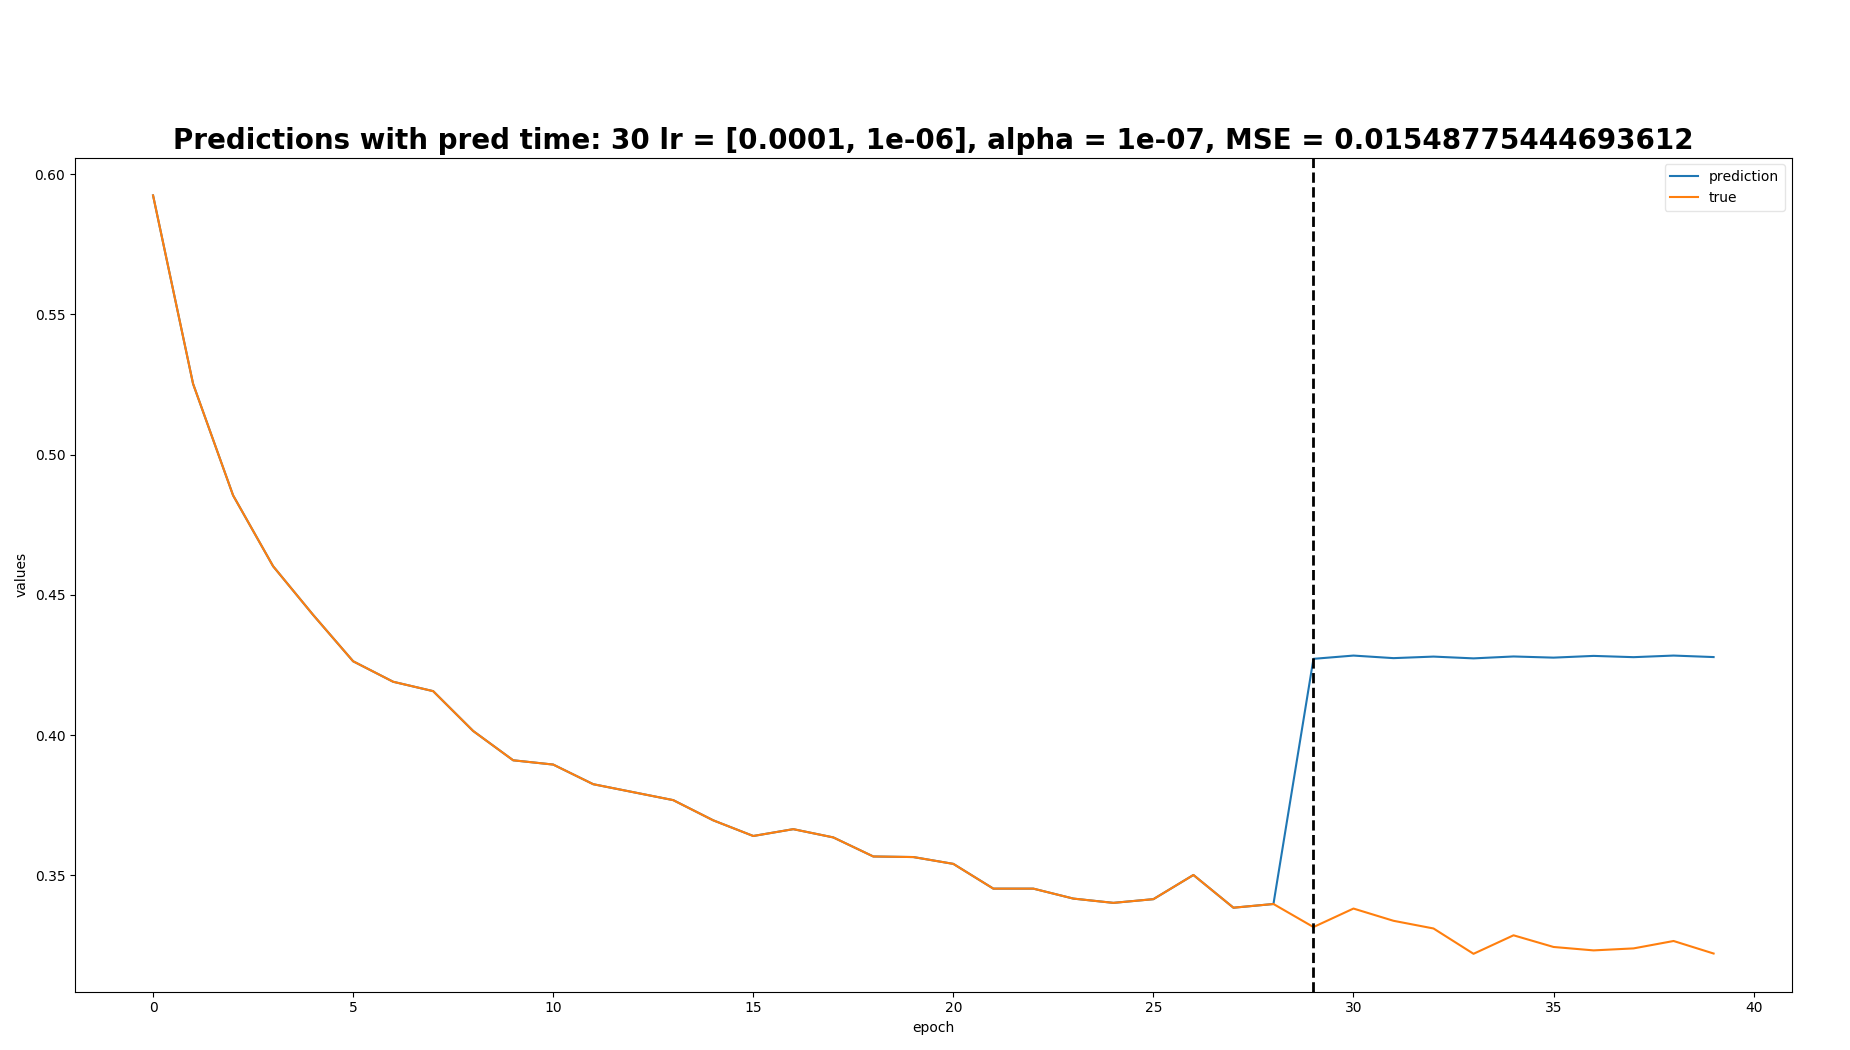 Predictions with pred time: 30 lr = [0.0001, 1e-06], alpha = 1e-07, MSE = 0.01548775444693612
prediction
true
values
0.60
0.55
0.50
0.45
0.40
0.35
0 5 10 15 20 25 30 35 40
epoch